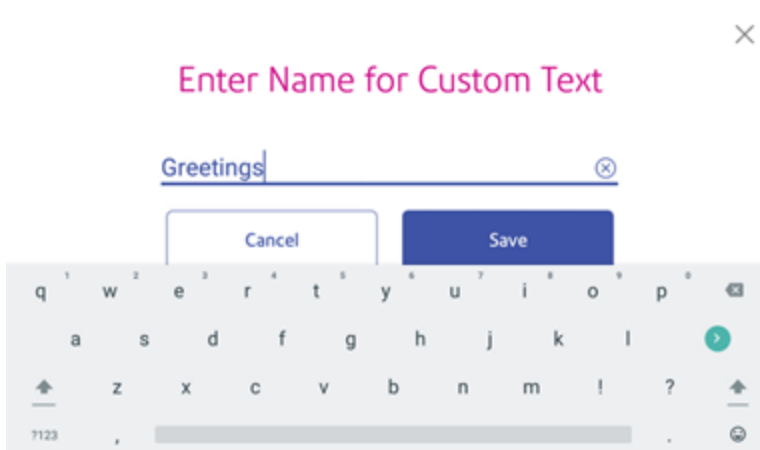 Enter Name for Custom Text
Greetings
Cancel Save
1 2 3 4 5 6 7 8 9 0
q w e r t y u i o p
a s d f g h j k l
z x c v b n m ! ?
?123 , .